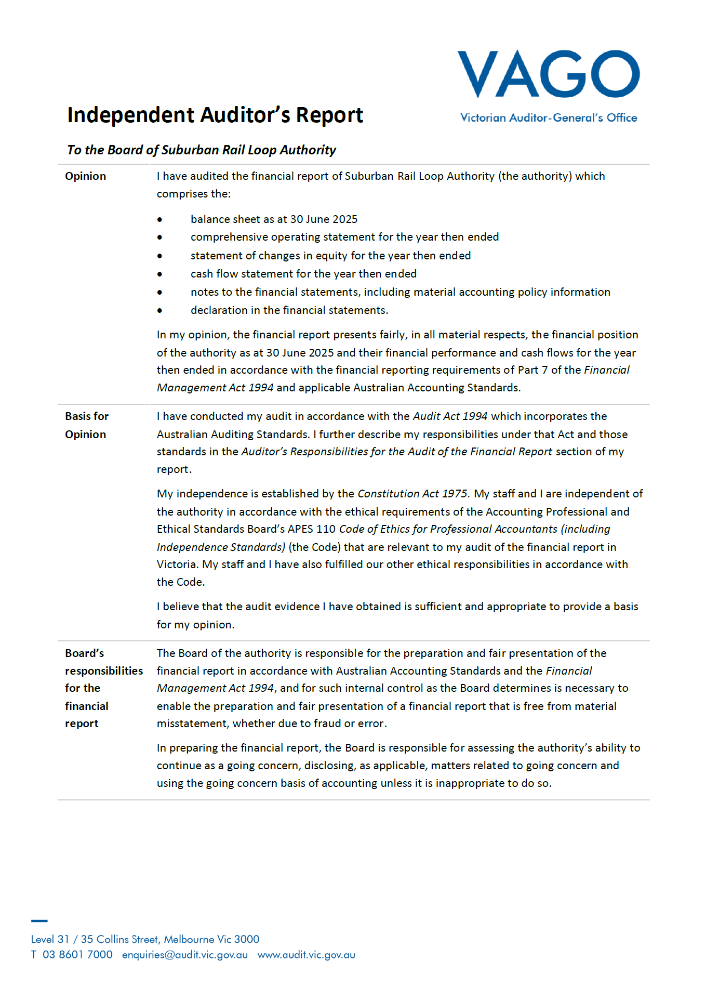 VAGO
Victorian Auditor-General's Office
Independent Auditor’s Report
To the Board of Suburban Rail Loop Authority
Opinion
I have audited the financial report of Suburban Rail Loop Authority (the authority) which
comprises the:
• balance sheet as at 30 June 2025
• comprehensive operating statement for the year then ended
• statement of changes in equity for the year then ended
• cash flow statement for the year then ended
• notes to the financial statements, including material accounting policy information
• declaration in the financial statements.
In my opinion, the financial report presents fairly, in all material respects, the financial position
of the authority as at 30 June 2025 and their financial performance and cash flows for the year
then ended in accordance with the financial reporting requirements of Part 7 of the Financial
Management Act 1994 and applicable Australian Accounting Standards.
Basis for
Opinion
I have conducted my audit in accordance with the Audit Act 1994 which incorporates the
Australian Auditing Standards. I further describe my responsibilities under that Act and those
standards in the Auditor’s Responsibilities for the Audit of the Financial Report section of my
report.
My independence is established by the Constitution Act 1975. My staff and I are independent of
the authority in accordance with the ethical requirements of the Accounting Professional and
Ethical Standards Board’s APES 110 Code of Ethics for Professional Accountants (including
Independence Standards) (the Code) that are relevant to my audit of the financial report in
Victoria. My staff and I have also fulfilled our other ethical responsibilities in accordance with
the Code.
I believe that the audit evidence I have obtained is sufficient and appropriate to provide a basis
for my opinion.
Board’s
responsibilities
for the
financial
report
The Board of the authority is responsible for the preparation and fair presentation of the
financial report in accordance with Australian Accounting Standards and the Financial
Management Act 1994, and for such internal control as the Board determines is necessary to
enable the preparation and fair presentation of a financial report that is free from material
misstatement, whether due to fraud or error.
In preparing the financial report, the Board is responsible for assessing the authority’s ability to
continue as a going concern, disclosing, as applicable, matters related to going concern and
using the going concern basis of accounting unless it is inappropriate to do so.
Level 31 / 35 Collins Street, Melbourne Vic 3000
T 03 8601 7000 enquiries@audit.vic.gov.au www.audit.vic.gov.au